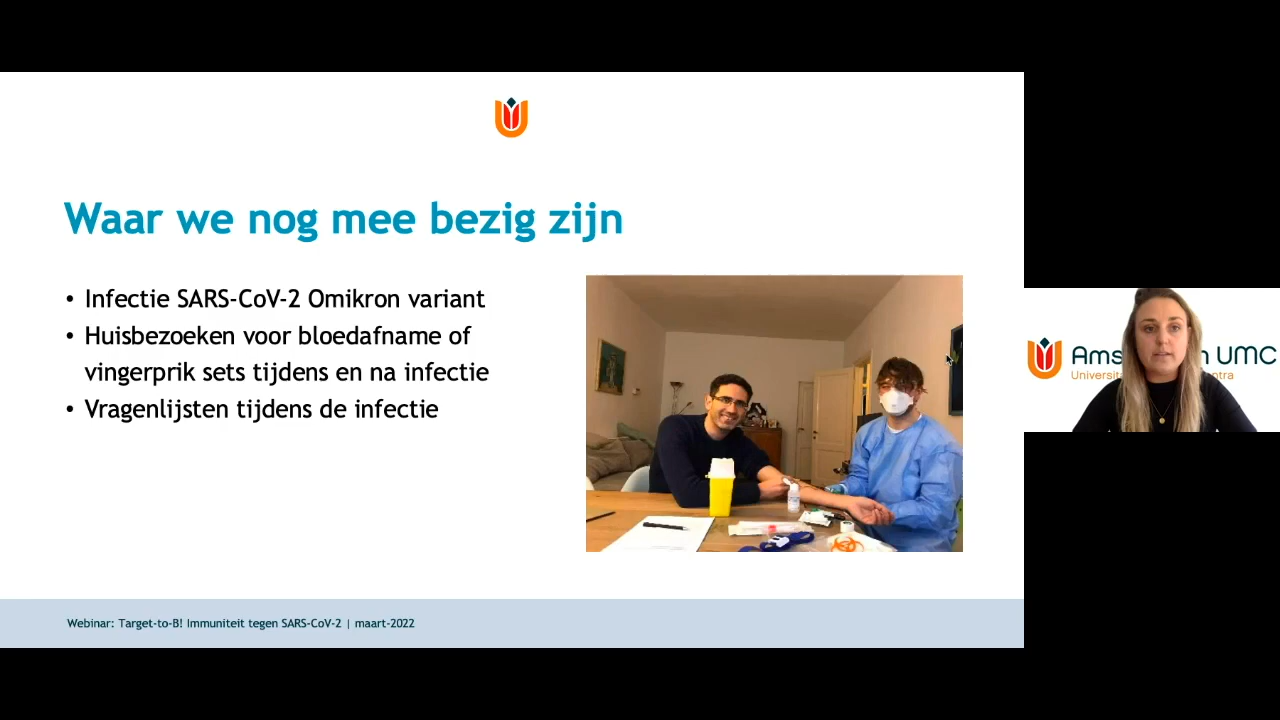 Waar we nog mee bezig zijn
• Infectie SARS-CoV-2 Omikron variant
• Huisbezoeken voor bloedafname of
vingerprik sets tijdens en na infectie
• Vragenlijsten tijdens de infectie
Webinar: Target-to-B! Immuniteit tegen SARS-CoV-2 | maart-2022
UMC